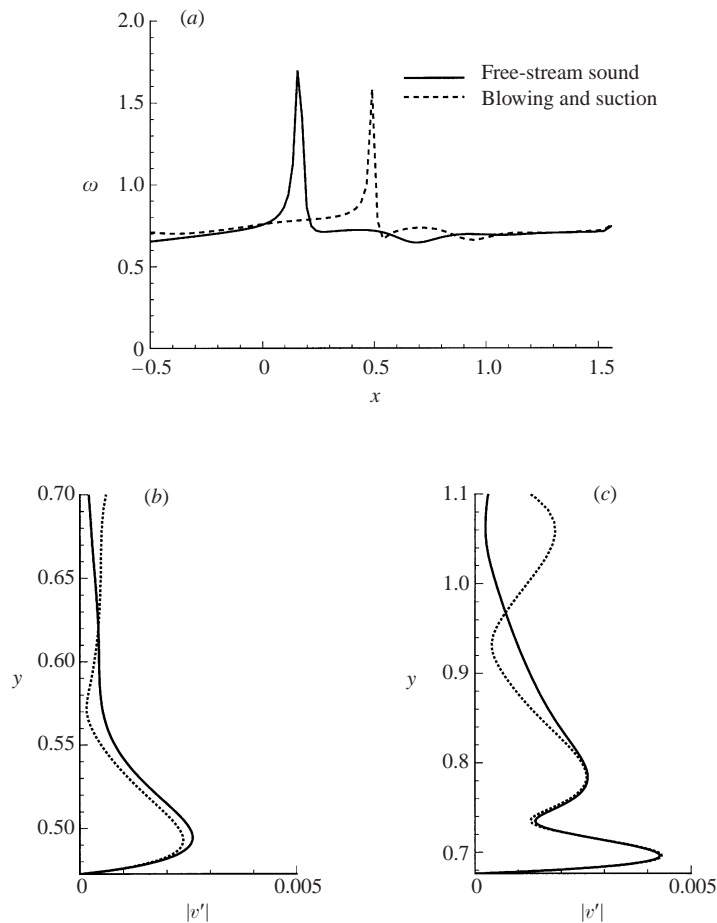 (a)
2.0
1.5
1.0
0.5
0
ω
Free-stream sound
Blowing and suction
−0.5 0 0.5 1.0 1.5
x
(b)
0.70
0.65
0.60
0.55
0.50
y
0 0.005
|v′|
(c)
1.1
1.0
0.9
0.8
0.7
y
0 0.005
|v′|